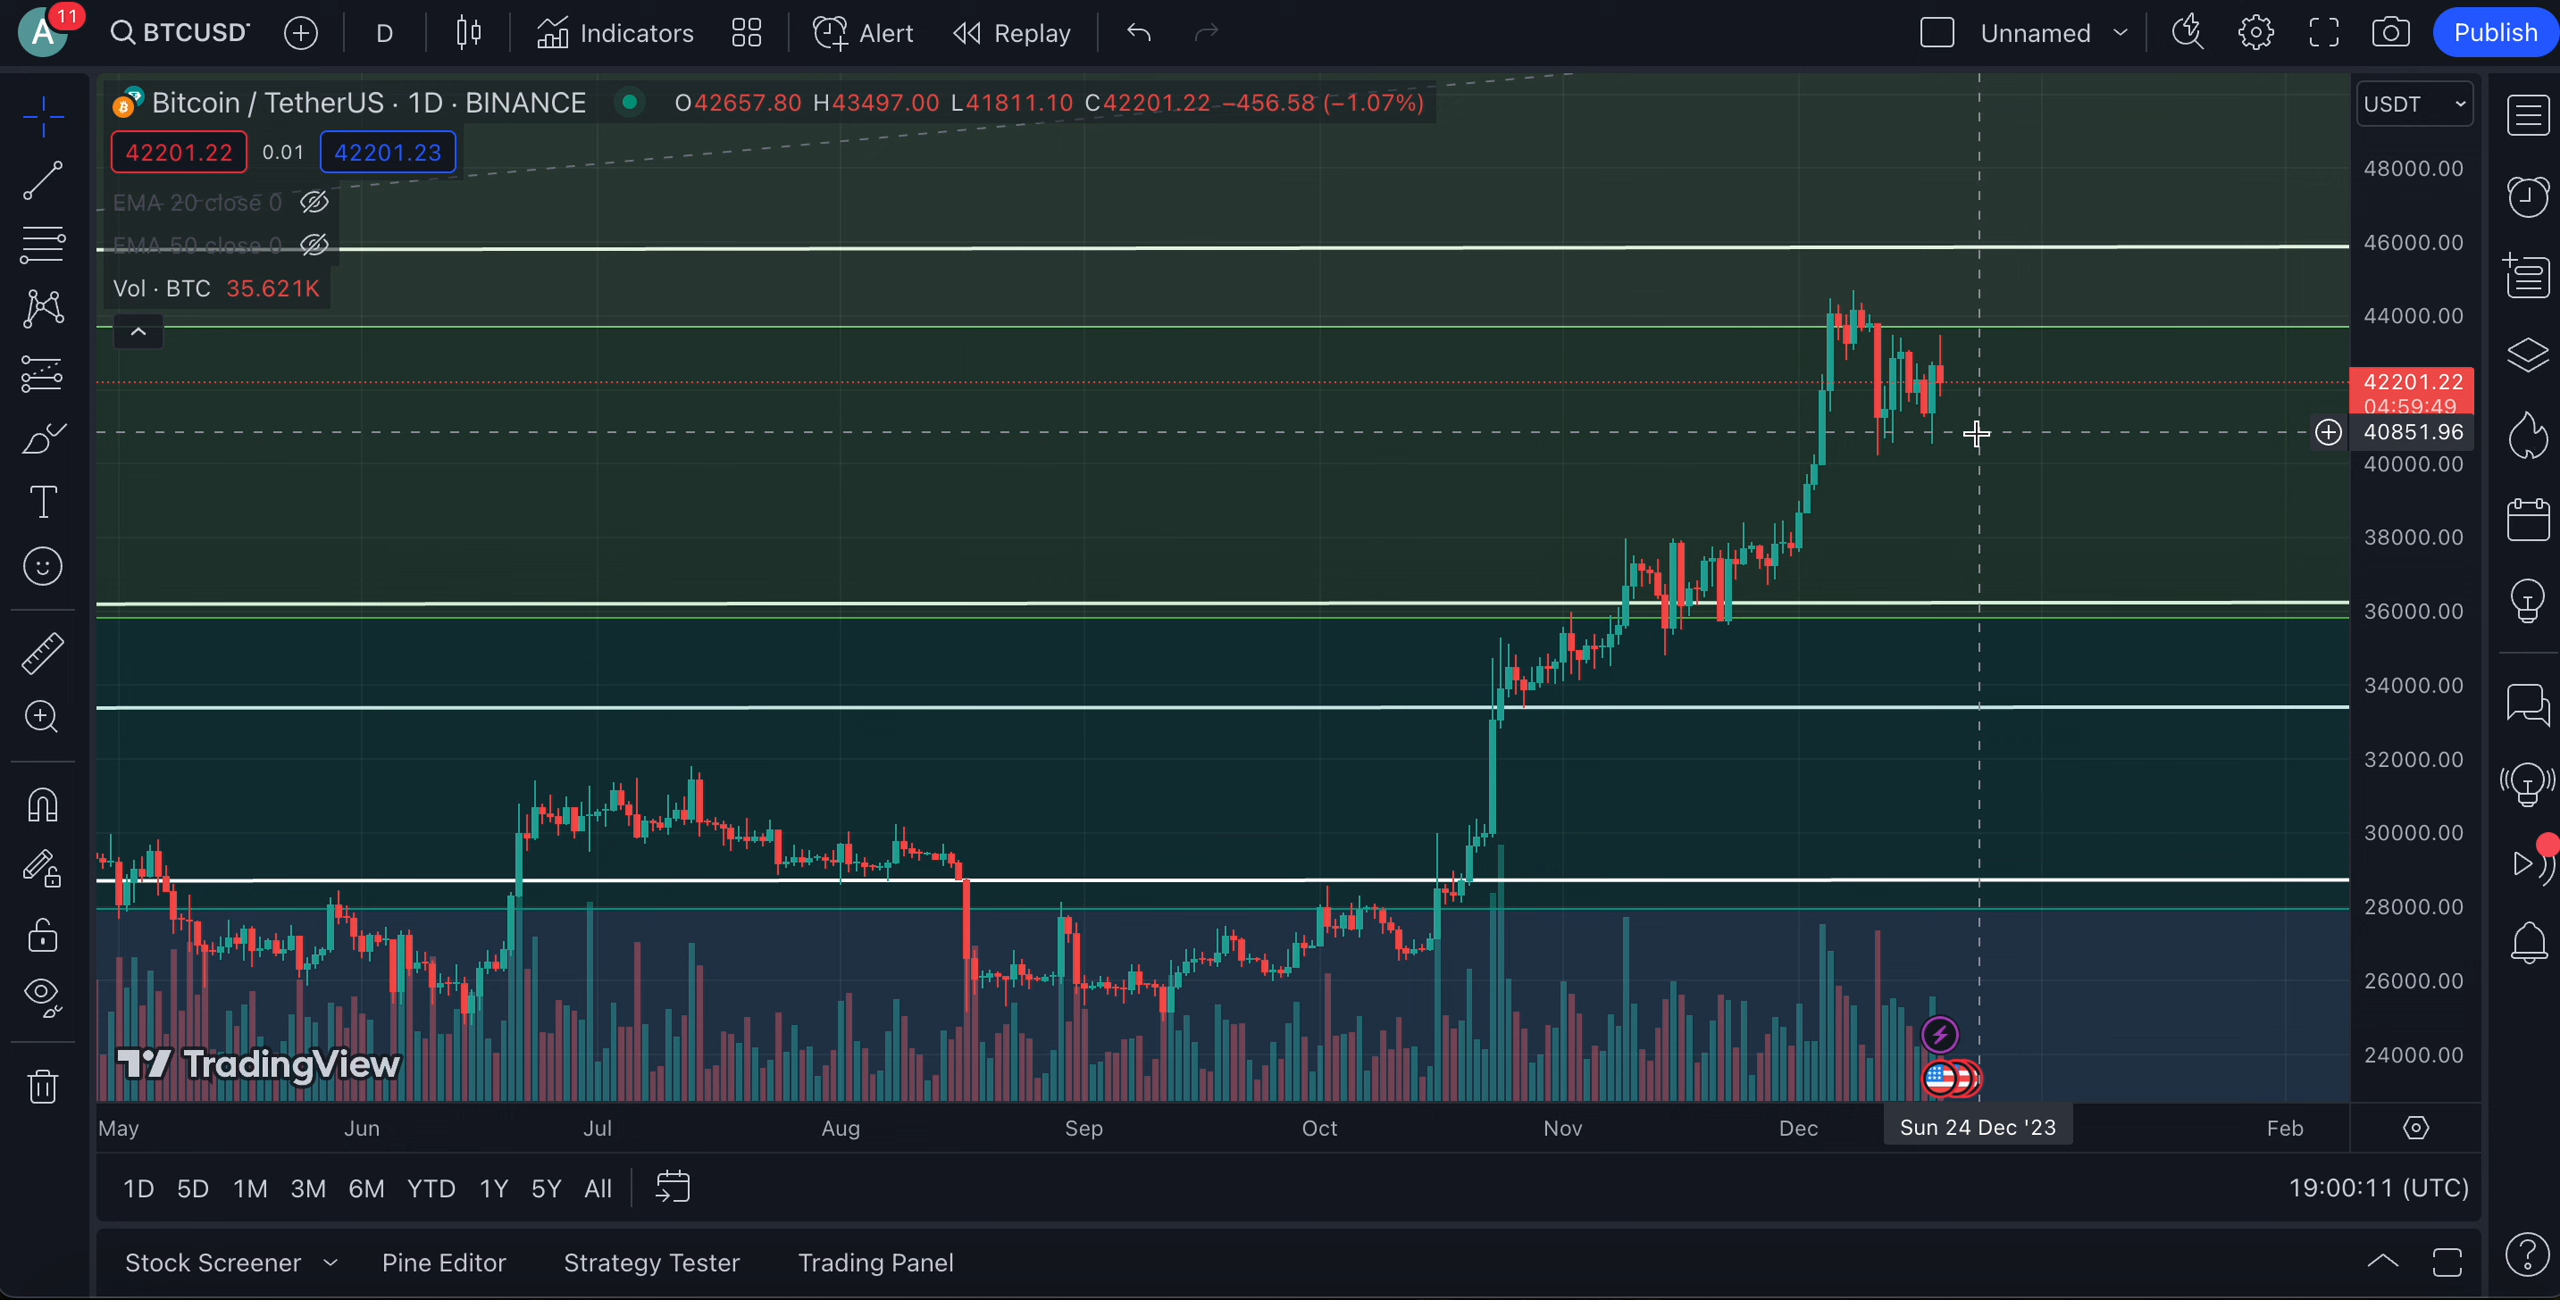 A 11 BTCUSDT D Indicators Alert Replay Unnamed Publish
Bitcoin / TetherUS · 1D · BINANCE O42657.80 H43497.00 L41811.10 C42201.22 −456.58 (−1.07%)
USDT
42201.22 0.01 42201.23
EMA 20 close 0
EMA 50 close 0
Vol · BTC 35.621K
48000.00
46000.00
44000.00
42201.22
04:59:49
40851.96
40000.00
38000.00
36000.00
34000.00
32000.00
30000.00
28000.00
26000.00
24000.00
TradingView
May Jun Jul Aug Sep Oct Nov Dec Sun 24 Dec '23 Feb
1D 5D 1M 3M 6M YTD 1Y 5Y All 19:00:11 (UTC)
Stock Screener Pine Editor Strategy Tester Trading Panel